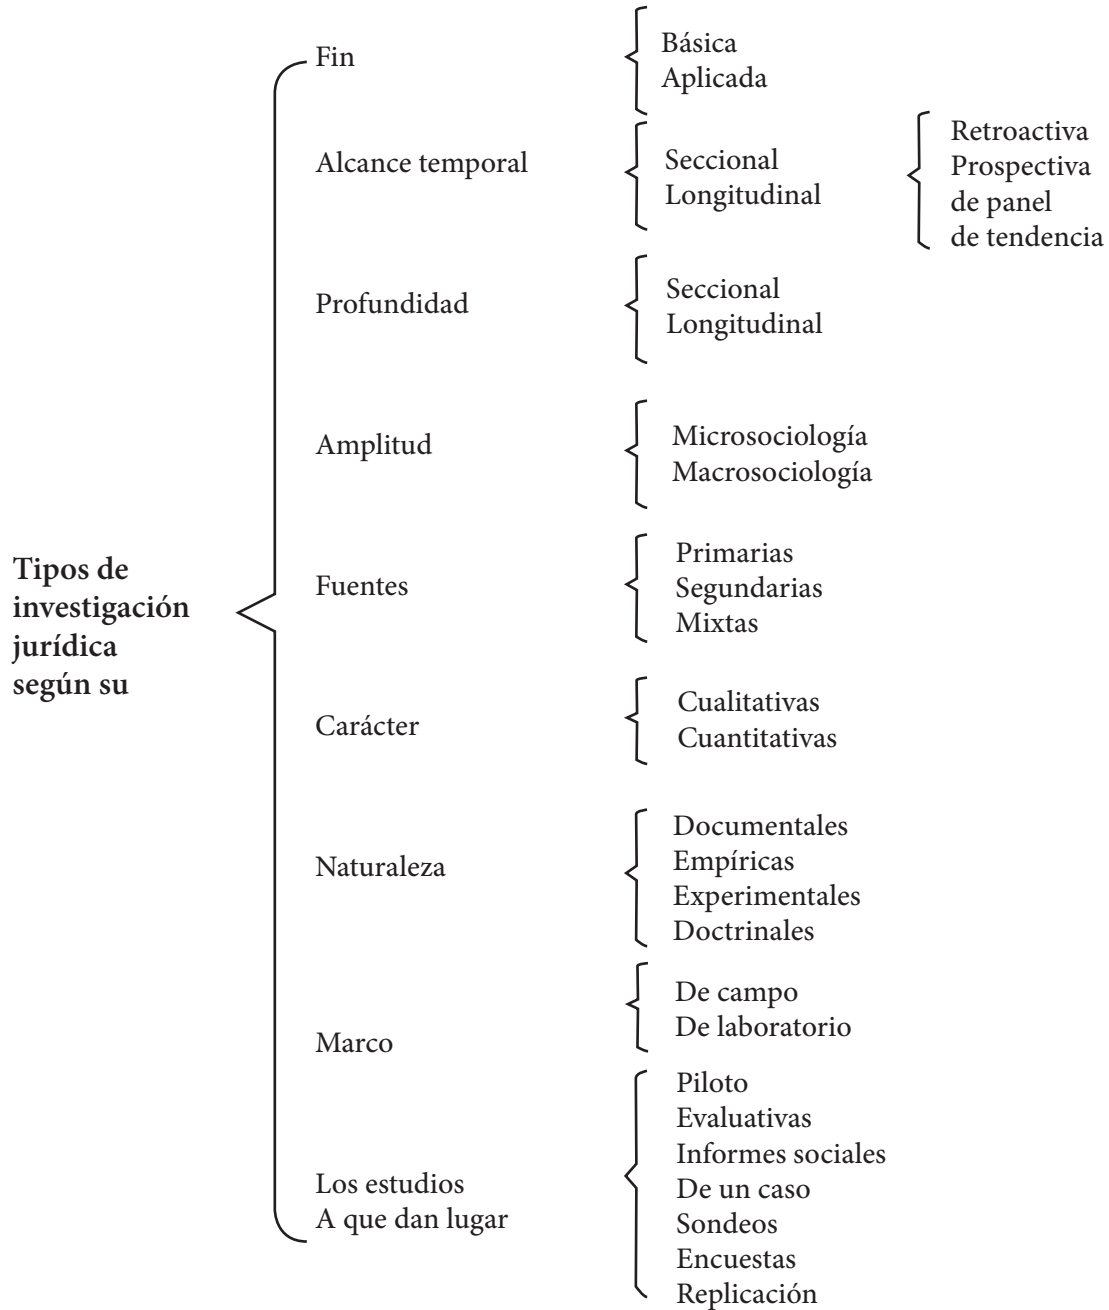 Tipos de
investigación
jurídica
según su
Fin
Básica
Aplicada
Alcance temporal
Seccional
Longitudinal
Retroactiva
Prospectiva
de panel
de tendencia
Profundidad
Seccional
Longitudinal
Amplitud
Microsociología
Macrosociología
Fuentes
Primarias
Segundarias
Mixtas
Carácter
Cualitativas
Cuantitativas
Naturaleza
Documentales
Empíricas
Experimentales
Doctrinales
Marco
De campo
De laboratorio
Los estudios
A que dan lugar
Piloto
Evaluativas
Informes sociales
De un caso
Sondeos
Encuestas
Replicación